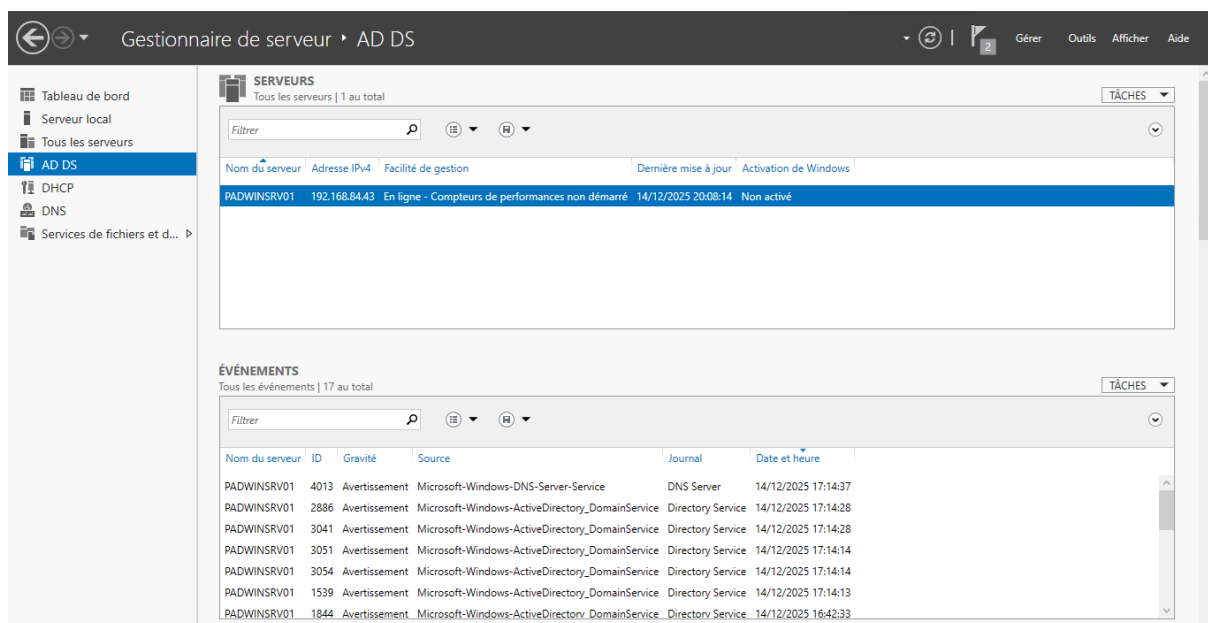 Gestionnaire de serveur ‣ AD DS
2 Gérer Outils Afficher Aide
Tableau de bord
Serveur local
Tous les serveurs
AD DS
DHCP
DNS
Services de fichiers et d...
SERVEURS
Tous les serveurs | 1 au total
TÂCHES
Filtrer
Nom du serveur Adresse IPv4 Facilité de gestion Dernière mise à jour Activation de Windows
PADWINSRV01 192.168.84.43 En ligne - Compteurs de performances non démarré 14/12/2025 20:08:14 Non activé
ÉVÉNEMENTS
Tous les événements | 17 au total
TÂCHES
Filtrer
Nom du serveur ID Gravité Source Journal Date et heure
PADWINSRV01 4013 Avertissement Microsoft-Windows-DNS-Server-Service DNS Server 14/12/2025 17:14:37
PADWINSRV01 2886 Avertissement Microsoft-Windows-ActiveDirectory_DomainService Directory Service 14/12/2025 17:14:28
PADWINSRV01 3041 Avertissement Microsoft-Windows-ActiveDirectory_DomainService Directory Service 14/12/2025 17:14:28
PADWINSRV01 3051 Avertissement Microsoft-Windows-ActiveDirectory_DomainService Directory Service 14/12/2025 17:14:14
PADWINSRV01 3054 Avertissement Microsoft-Windows-ActiveDirectory_DomainService Directory Service 14/12/2025 17:14:14
PADWINSRV01 1539 Avertissement Microsoft-Windows-ActiveDirectory_DomainService Directory Service 14/12/2025 17:14:13
PADWINSRV01 1844 Avertissement Microsoft-Windows-ActiveDirectory_DomainService Directory Service 14/12/2025 16:42:33